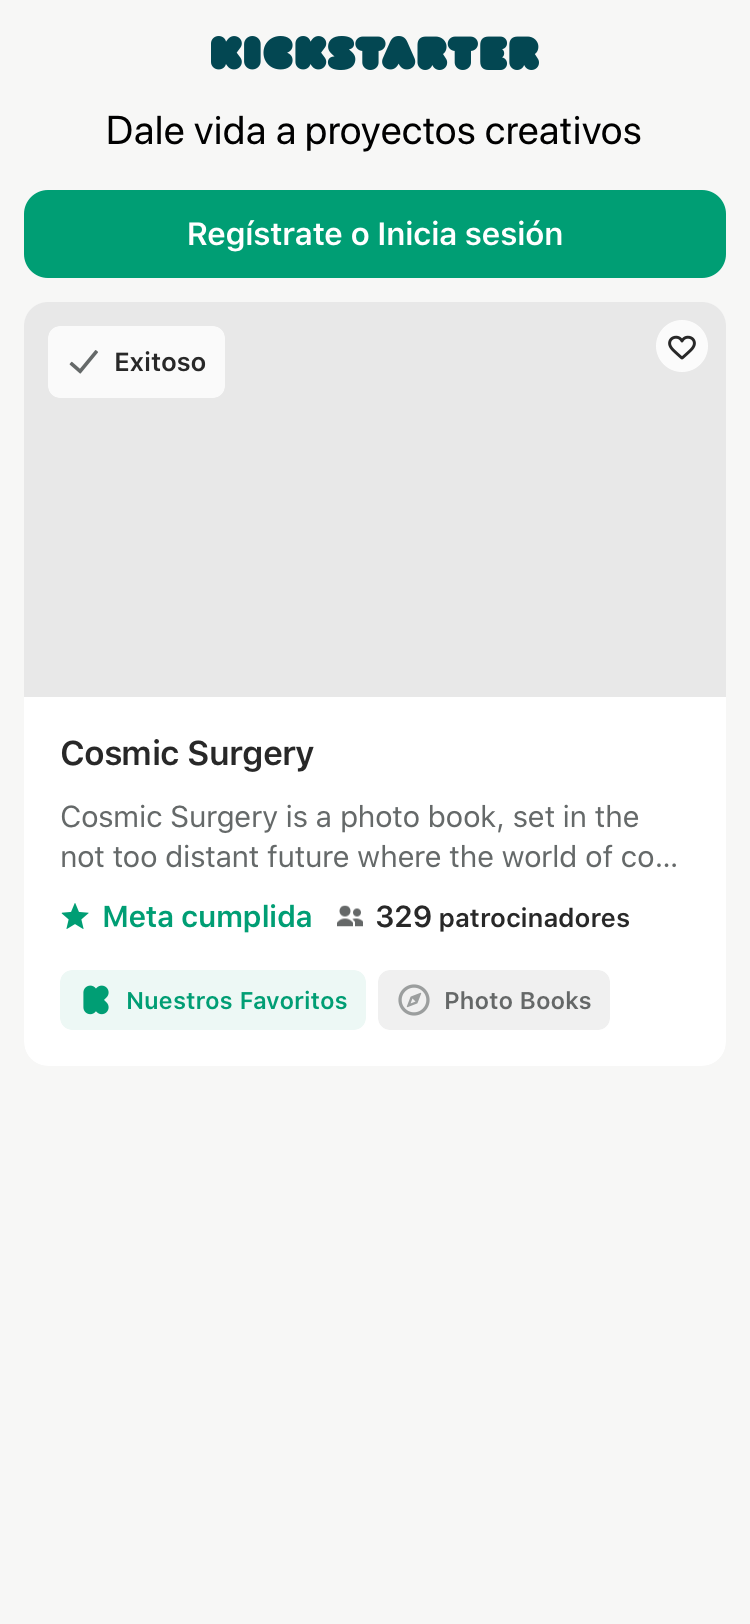 KICKSTARTER
Dale vida a proyectos creativos
Regístrate o Inicia sesión
Exitoso
Cosmic Surgery
Cosmic Surgery is a photo book, set in the
not too distant future where the world of co...
Meta cumplida 329 patrocinadores
Nuestros Favoritos Photo Books